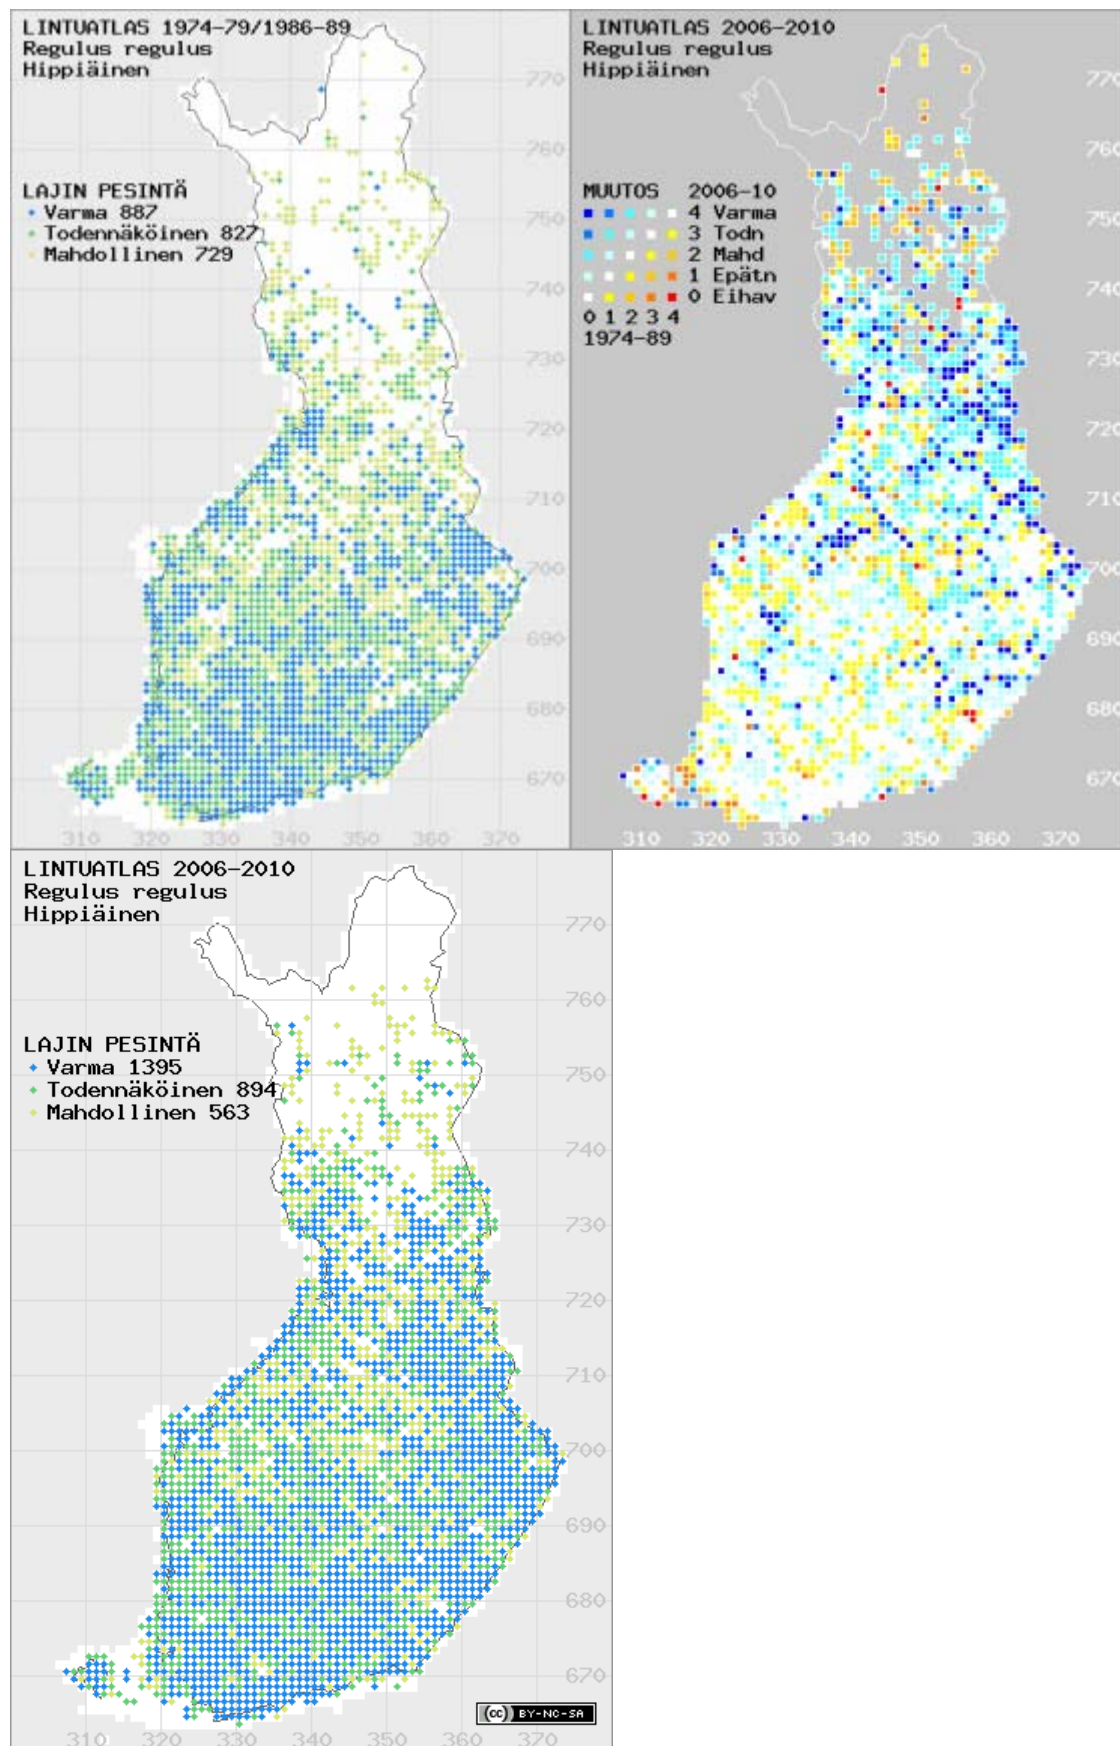 LINTUATLAS 1974-79/1986-89
Regulus regulus
Hippiäinen
770
760
LAJIN PESINTÄ
Varma 887
Todennäköinen 827
Mahdollinen 729
750
740
730
720
710
700
690
680
670
310 320 330 340 350 360 370
LINTUATLAS 2006-2010
Regulus regulus
Hippiäinen
770
760
MUUTOS 2006-10
4 Varma
3 Todn
2 Mahd
1 Epätn
0 Eihav
0 1 2 3 4
1974-89
750
740
730
720
710
700
690
680
670
310 320 330 340 350 360 370
LINTUATLAS 2006-2010
Regulus regulus
Hippiäinen
770
760
LAJIN PESINTÄ
Varma 1395
Todennäköinen 894
Mahdollinen 563
750
740
730
720
710
700
690
680
670
310 320 330 340 350 360 370
cc BY-NC-SA